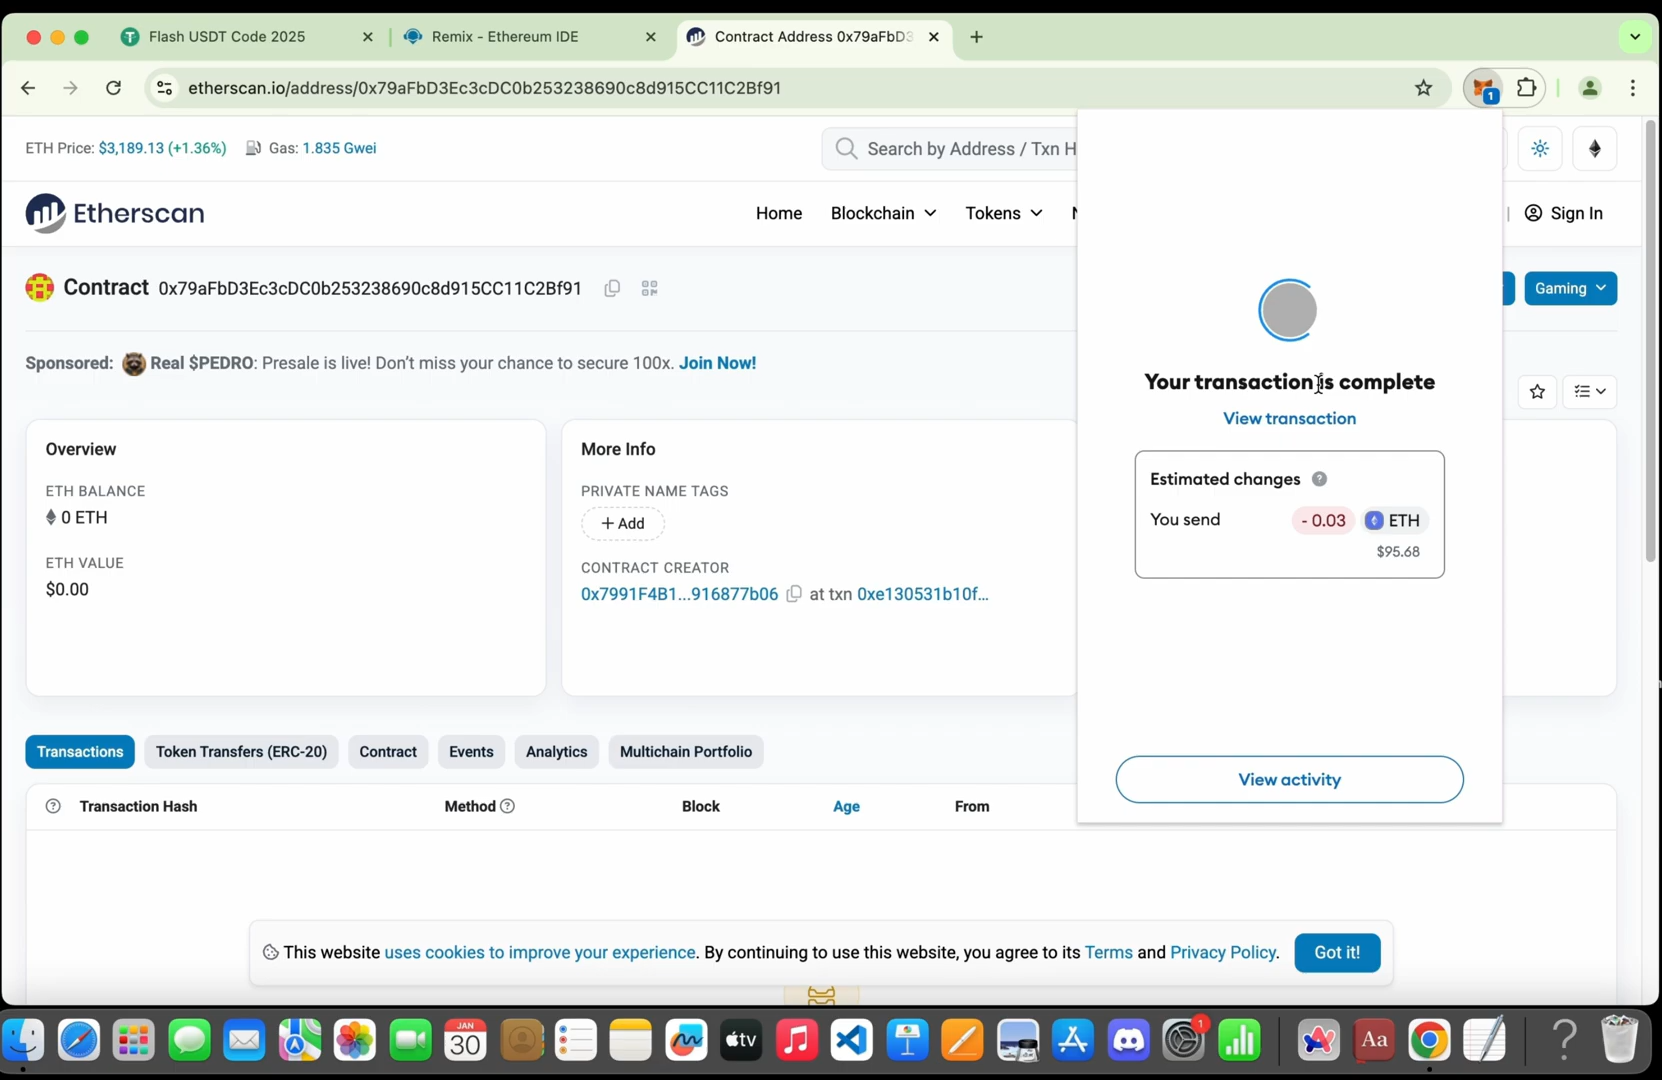 Flash USDT Code 2025
Remix - Ethereum IDE
Contract Address 0x79aFbD3
etherscan.io/address/0x79aFbD3Ec3cDC0b253238690c8d915CC11C2Bf91
1
ETH Price: $3,189.13 (+1.36%) Gas: 1.835 Gwei
Search by Address / Txn H
Etherscan
Home Blockchain Tokens
Sign In
Contract 0x79aFbD3Ec3cDC0b253238690c8d915CC11C2Bf91
Gaming
Sponsored: Real $PEDRO: Presale is live! Don't miss your chance to secure 100x. Join Now!
Overview
ETH BALANCE
0 ETH
ETH VALUE
$0.00
More Info
PRIVATE NAME TAGS
+ Add
CONTRACT CREATOR
0x7991F4B1...916877b06 at txn 0xe130531b10f...
Your transaction is complete
View transaction
Estimated changes ?
You send - 0.03 ETH
$95.68
View activity
Transactions Token Transfers (ERC-20) Contract Events Analytics Multichain Portfolio
? Transaction Hash Method ? Block Age From
This website uses cookies to improve your experience. By continuing to use this website, you agree to its Terms and Privacy Policy. Got it!
JAN
30
tv
1
Aa
?